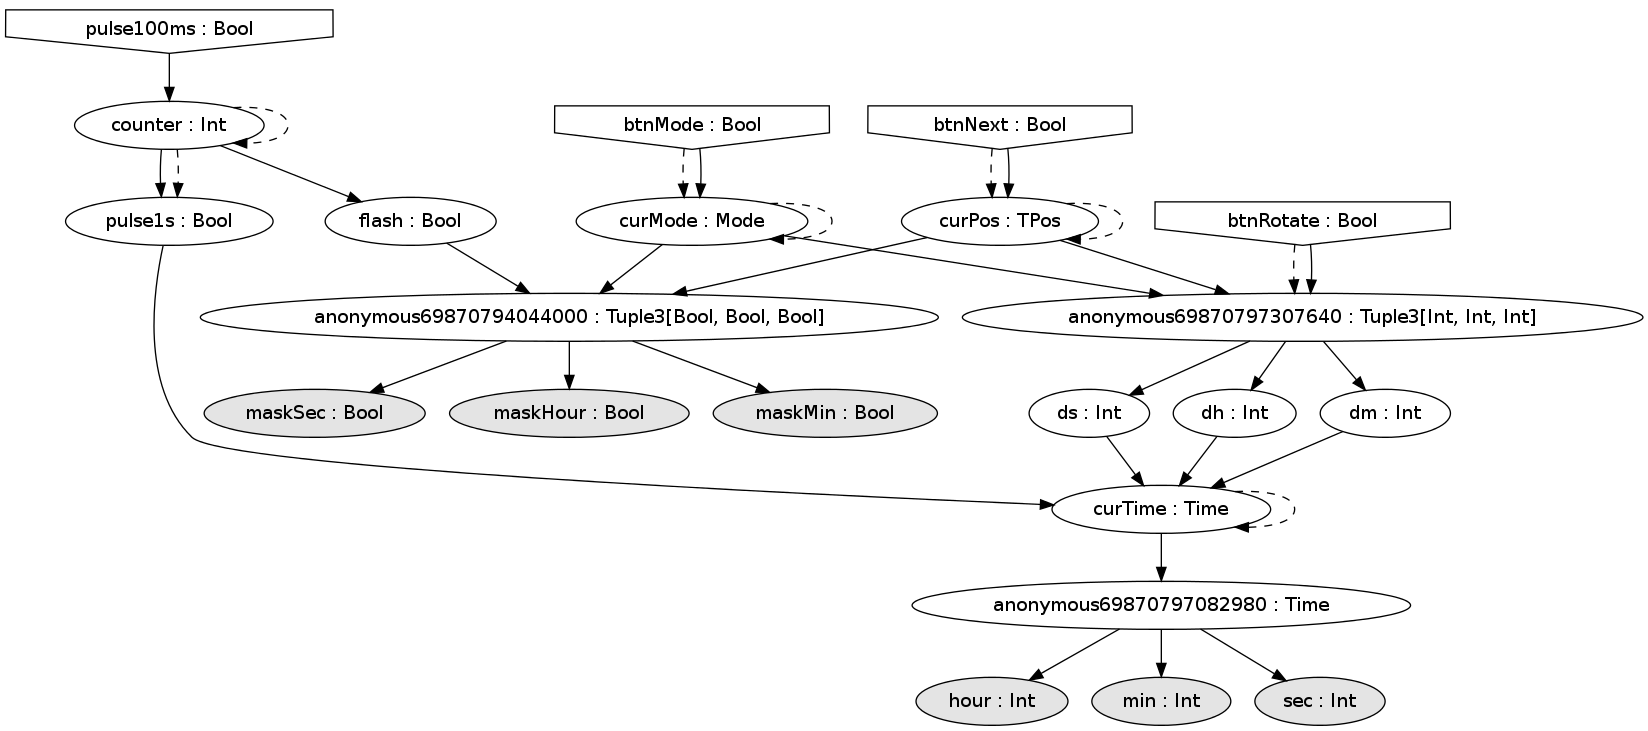 pulse100ms : Bool
counter : Int
btnMode : Bool
btnNext : Bool
pulse1s : Bool
flash : Bool
curMode : Mode
curPos : TPos
btnRotate : Bool
anonymous69870794044000 : Tuple3[Bool, Bool, Bool]
anonymous69870797307640 : Tuple3[Int, Int, Int]
maskSec : Bool
maskHour : Bool
maskMin : Bool
ds : Int
dh : Int
dm : Int
curTime : Time
anonymous69870797082980 : Time
hour : Int
min : Int
sec : Int